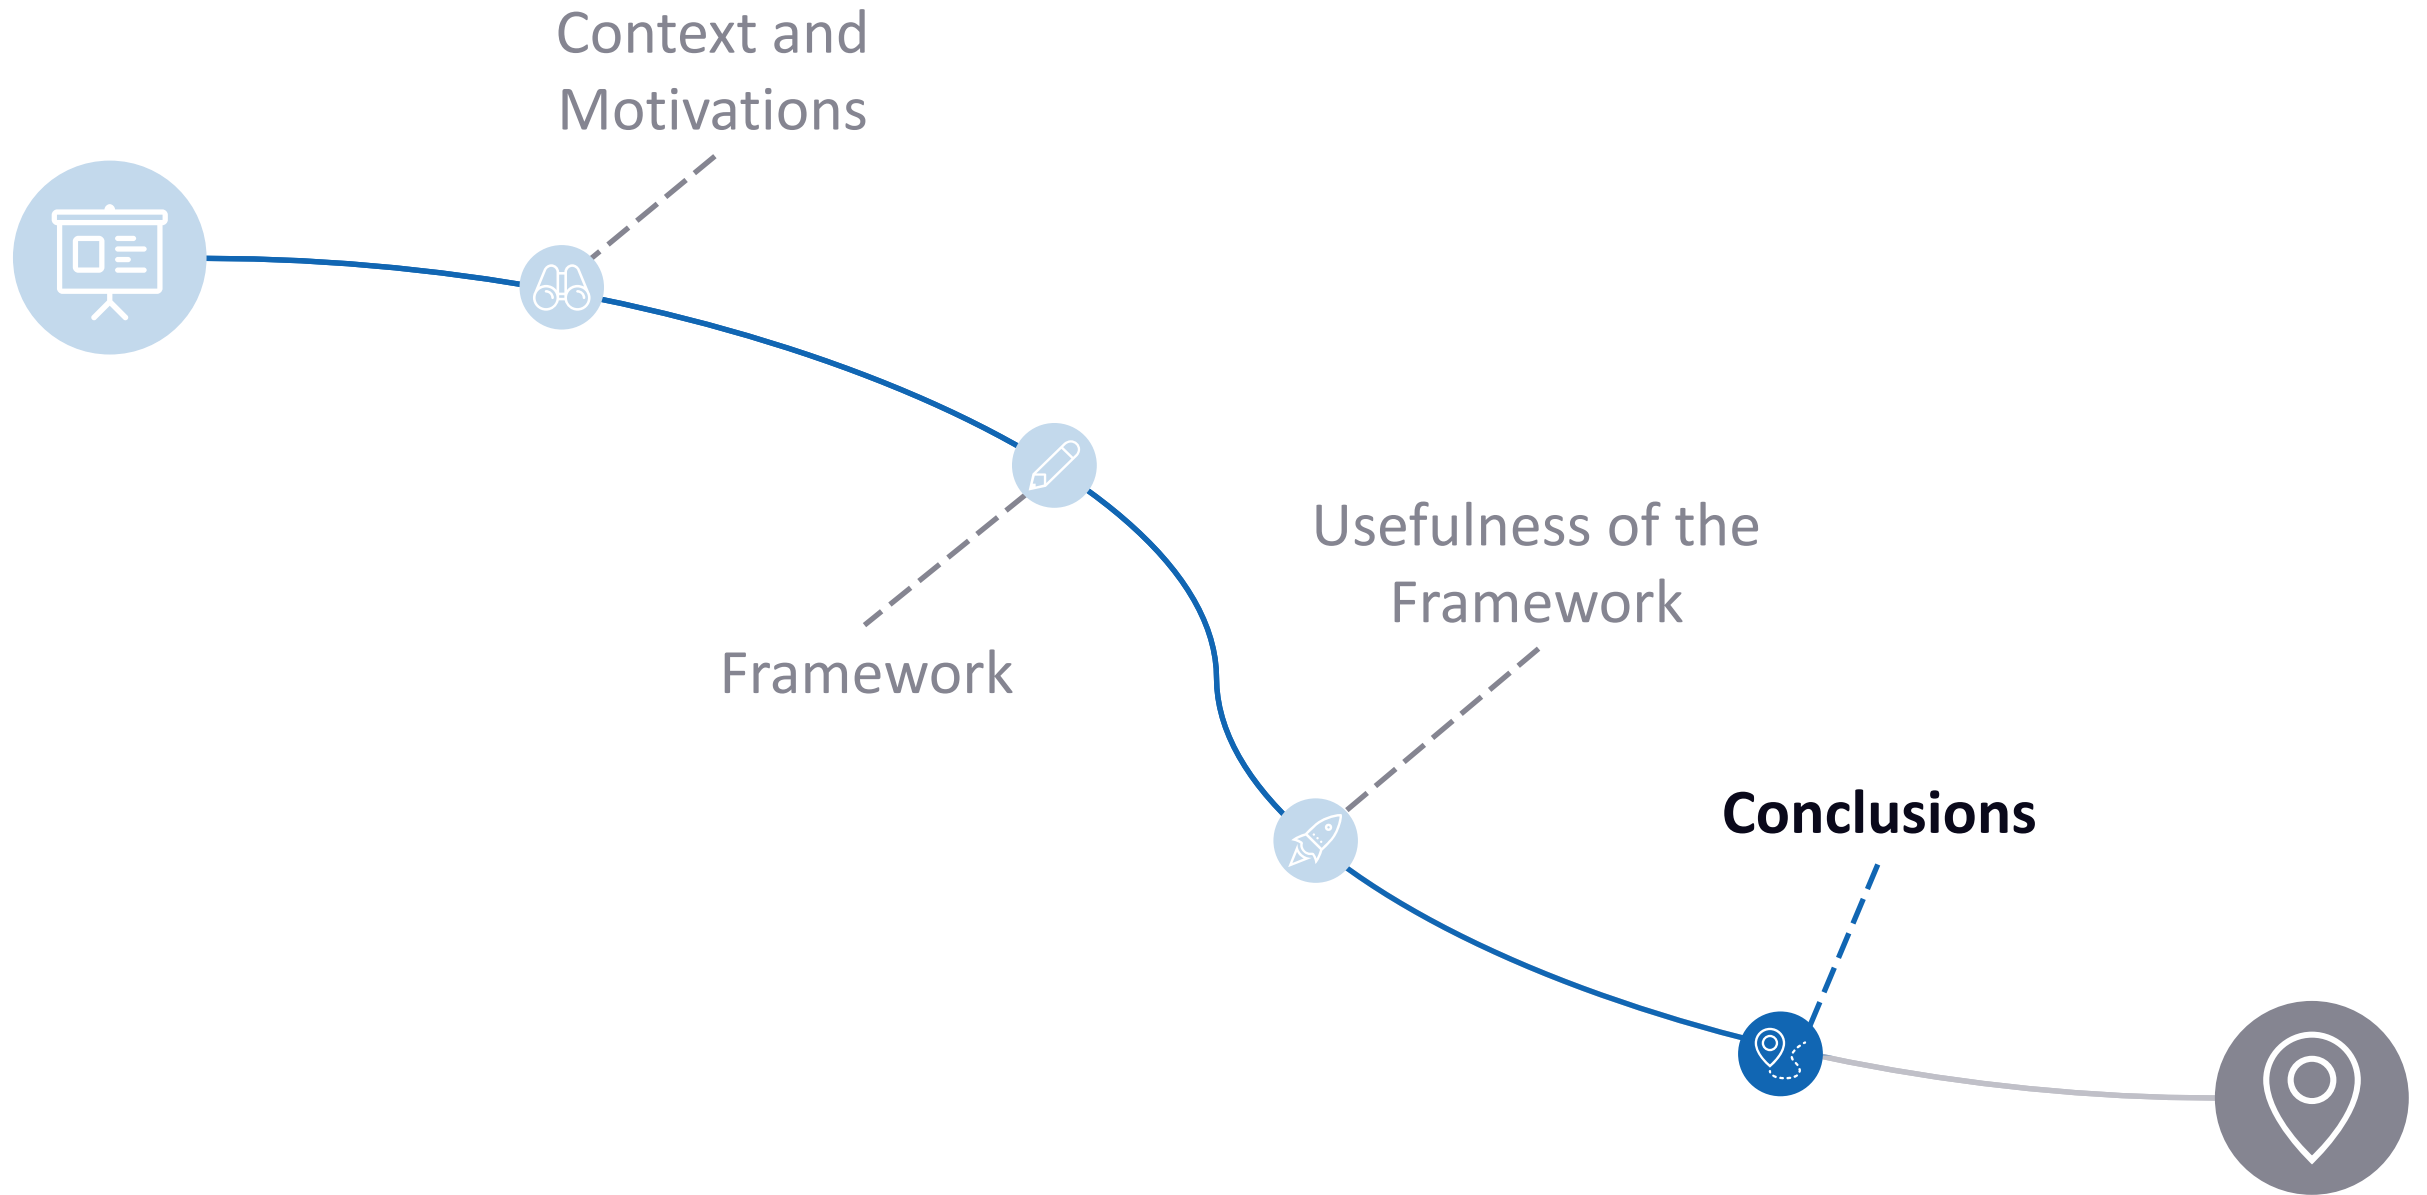 Context and
Motivations
Framework
Usefulness of the
Framework
Conclusions